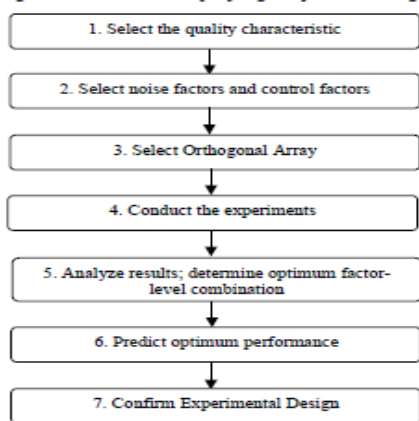 1. Select the quality characteristic
2. Select noise factors and control factors
3. Select Orthogonal Array
4. Conduct the experiments
5. Analyze results; determine optimum factor-
level combination
6. Predict optimum performance
7. Confirm Experimental Design